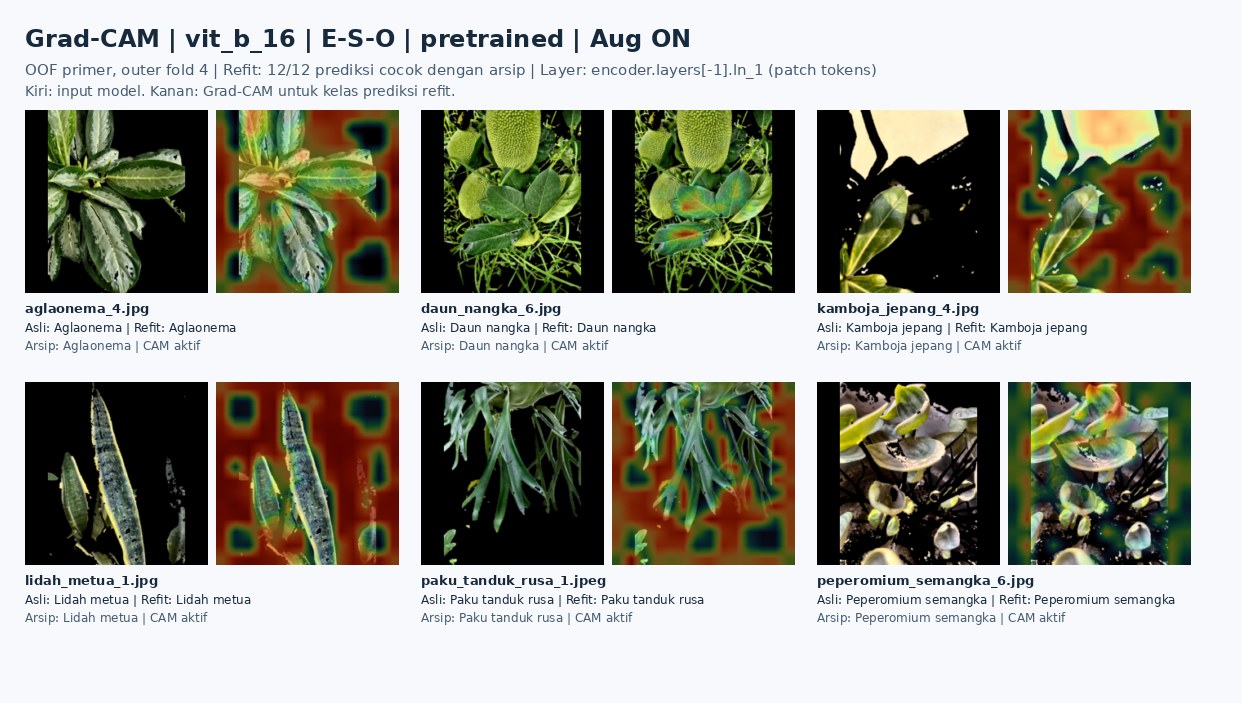 Grad-CAM | vit_b_16 | E-S-O | pretrained | Aug ON
OOF primer, outer fold 4 | Refit: 12/12 prediksi cocok dengan arsip | Layer: encoder.layers[-1].ln_1 (patch tokens)
Kiri: input model. Kanan: Grad-CAM untuk kelas prediksi refit.
aglaonema_4.jpg
Asli: Aglaonema | Refit: Aglaonema
Arsip: Aglaonema | CAM aktif
daun_nangka_6.jpg
Asli: Daun nangka | Refit: Daun nangka
Arsip: Daun nangka | CAM aktif
kamboja_jepang_4.jpg
Asli: Kamboja jepang | Refit: Kamboja jepang
Arsip: Kamboja jepang | CAM aktif
lidah_metua_1.jpg
Asli: Lidah metua | Refit: Lidah metua
Arsip: Lidah metua | CAM aktif
paku_tanduk_rusa_1.jpeg
Asli: Paku tanduk rusa | Refit: Paku tanduk rusa
Arsip: Paku tanduk rusa | CAM aktif
peperomium_semangka_6.jpg
Asli: Peperomium semangka | Refit: Peperomium semangka
Arsip: Peperomium semangka | CAM aktif